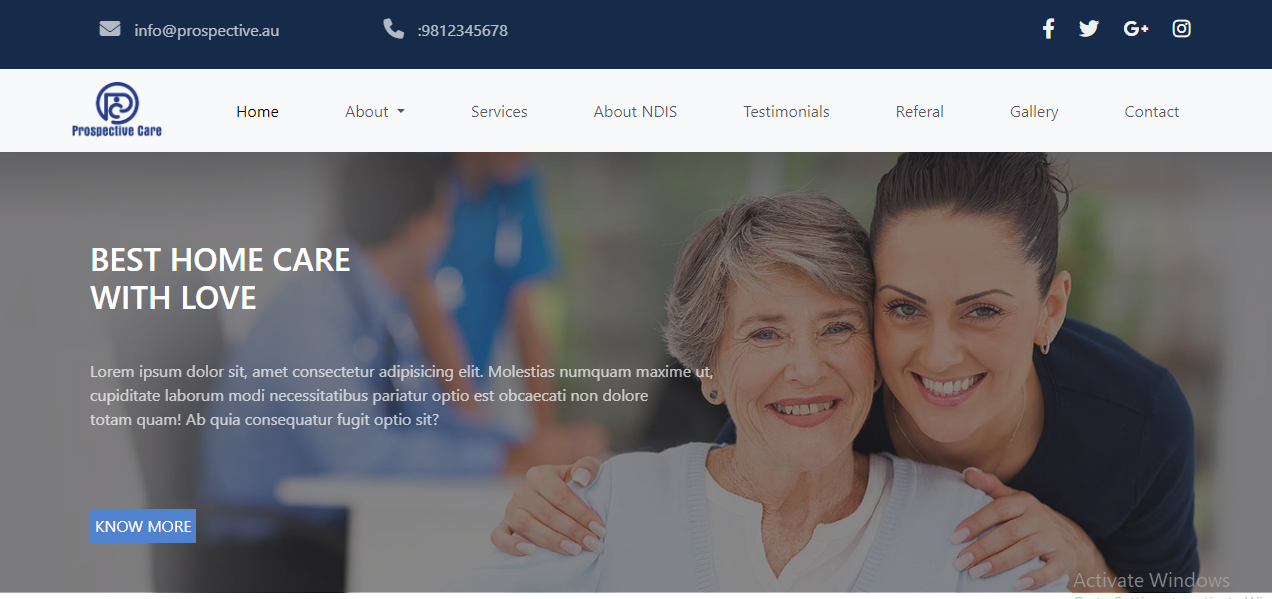 info@prospective.au
:9812345678
Prospective Care
Home
About
Services
About NDIS
Testimonials
Referal
Gallery
Contact
BEST HOME CARE
WITH LOVE
Lorem ipsum dolor sit, amet consectetur adipisicing elit. Molestias numquam maxime ut,
cupiditate laborum modi necessitatibus pariatur optio est obcaecati non dolore
totam quam! Ab quia consequatur fugit optio sit?
KNOW MORE
Activate Windows